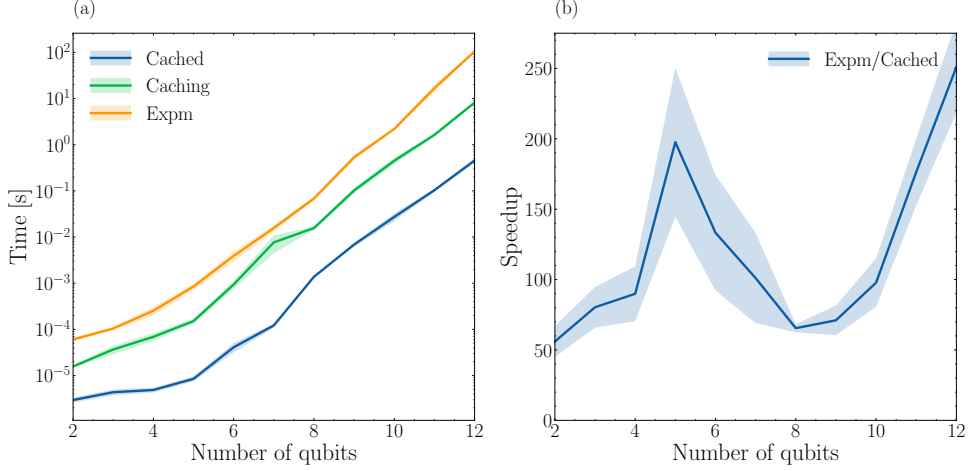 (a)
Cached
Caching
Expm
Time [s]
10^2
10^1
10^0
10^−1
10^−2
10^−3
10^−4
10^−5
2 4 6 8 10 12
Number of qubits
(b)
Expm/Cached
Speedup
250
200
150
100
50
0
2 4 6 8 10 12
Number of qubits